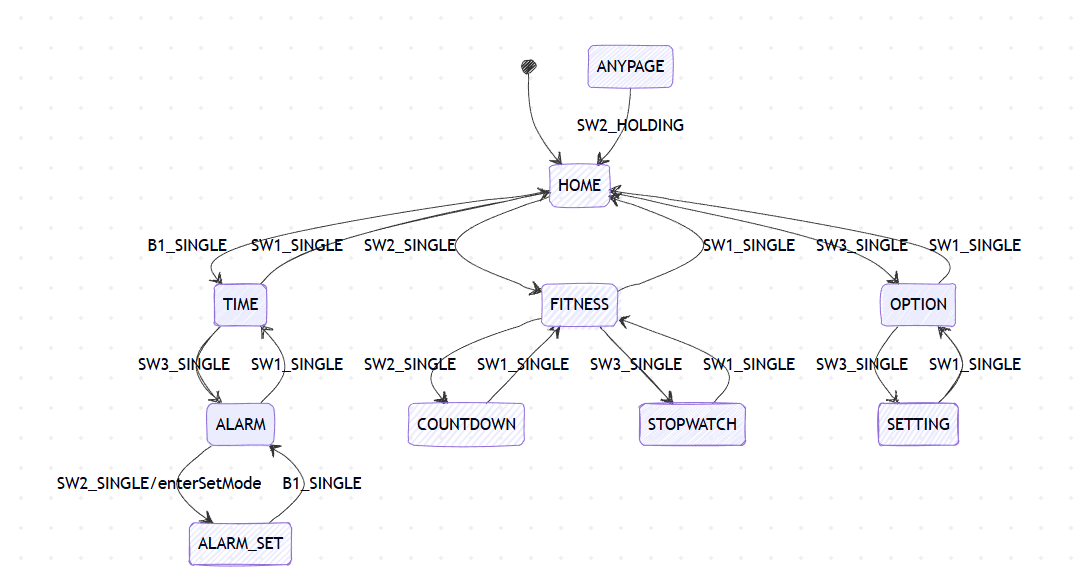 ANYPAGE
SW2_HOLDING
HOME
B1_SINGLE
SW1_SINGLE
SW2_SINGLE
SW1_SINGLE
SW3_SINGLE
SW1_SINGLE
TIME
FITNESS
OPTION
SW3_SINGLE
SW1_SINGLE
SW2_SINGLE
SW1_SINGLE
SW3_SINGLE
SW1_SINGLE
SW3_SINGLE
SW1_SINGLE
ALARM
COUNTDOWN
STOPWATCH
SETTING
SW2_SINGLE/enterSetMode
B1_SINGLE
ALARM_SET